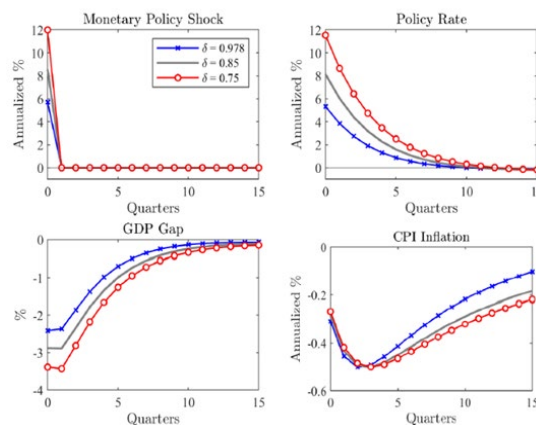 Monetary Policy Shock
12
10
8
6
4
2
0
Annualized %
δ = 0.978
δ = 0.85
δ = 0.75
0 5 10 15
Quarters
Policy Rate
12
10
8
6
4
2
0
Annualized %
0 5 10 15
Quarters
GDP Gap
0
-1
-2
-3
-4
%
0 5 10 15
Quarters
CPI Inflation
0
-0.2
-0.4
-0.6
Annualized %
0 5 10 15
Quarters